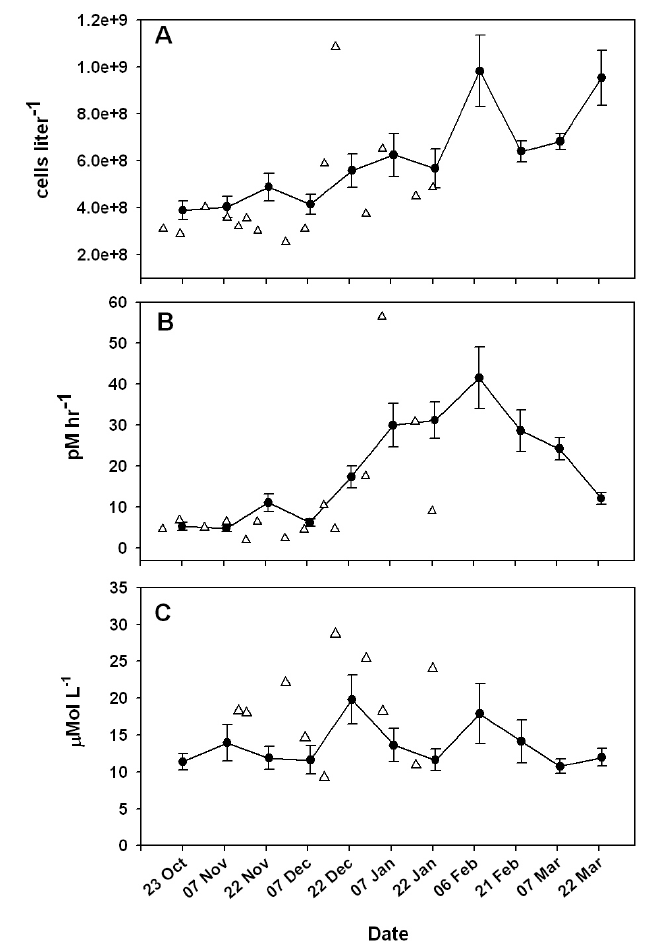 A
1.2e+9
1.0e+9
8.0e+8
6.0e+8
4.0e+8
2.0e+8
cells liter-1
B
60
50
40
30
20
10
0
pM hr-1
C
35
30
25
20
15
10
5
0
µMol L-1
23 Oct
07 Nov
22 Nov
07 Dec
22 Dec
07 Jan
22 Jan
06 Feb
21 Feb
07 Mar
22 Mar
Date